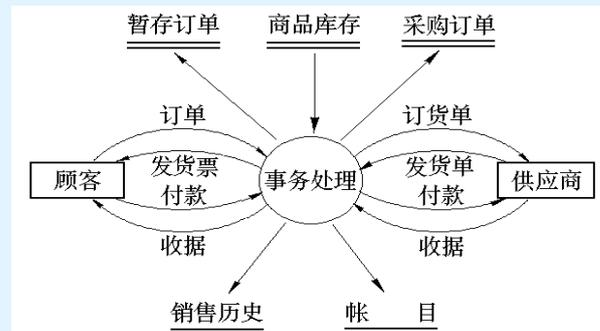 暂存订单 商品库存 采购订单
订单 订货单
发货票 发货单
顾客 事务处理 供应商
付款 付款
收据 收据
销售历史 帐 目